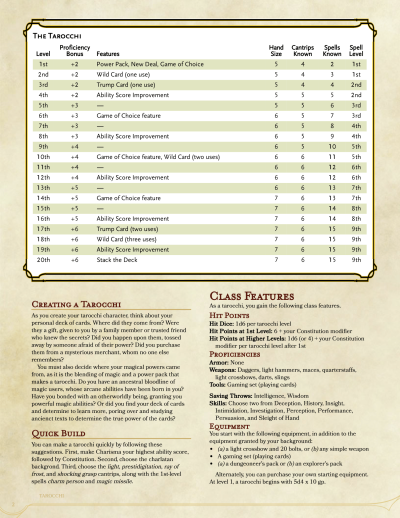 THE TAROCCHI
Level Proficiency Bonus Features Hand Size Cantrips Known Spells Known Spell Level
1st +2 Power Pack, New Deal, Game of Choice 5 4 2 1st
2nd +2 Wild Card (one use) 5 4 3 1st
3rd +2 Trump Card (one use) 5 4 4 2nd
4th +2 Ability Score Improvement 5 5 5 2nd
5th +3 — 5 5 6 3rd
6th +3 Game of Choice feature 6 5 7 3rd
7th +3 — 6 5 8 4th
8th +3 Ability Score Improvement 6 5 9 4th
9th +4 — 6 5 10 5th
10th +4 Game of Choice feature, Wild Card (two uses) 6 6 11 5th
11th +4 — 6 6 12 6th
12th +4 Ability Score Improvement 6 6 12 6th
13th +5 — 6 6 13 7th
14th +5 Game of Choice feature 7 6 13 7th
15th +5 — 7 6 14 8th
16th +5 Ability Score Improvement 7 6 14 8th
17th +6 Trump Card (two uses) 7 6 15 9th
18th +6 Wild Card (three uses) 7 6 15 9th
19th +6 Ability Score Improvement 7 6 15 9th
20th +6 Stack the Deck 7 6 15 9th
CREATING A TAROCCHI
As you create your tarocchi character, think about your
personal deck of cards. Where did they come from? Were
they a gift, given to you by a family member or trusted friend
who knew the secrets? Did you happen upon them, tossed
away by someone afraid of their power? Did you purchase
them from a mysterious merchant, whom no one else
remembers?
You must also decide where your magical powers came
from, as it is the blending of magic and a power pack that
makes a tarocchi. Do you have an ancestral bloodline of
magic users, whose arcane abilities have been born in you?
Have you bonded with an otherworldly being, granting you
powerful magic abilities? Or did you find your deck of cards
and determine to learn more, poring over and studying
ancient texts to determine the true power of the cards?
QUICK BUILD
You can make a tarocchi quickly by following these
suggestions. First, make Charisma your highest ability score,
followed by Constitution. Second, choose the charlatan
background. Third, choose the light, prestidigitation, ray of
frost, and shocking grasp cantrips, along with the 1st-level
spells charm person and magic missile.
CLASS FEATURES
As a tarocchi, you gain the following class features.
HIT POINTS
Hit Dice: 1d6 per tarocchi level
Hit Points at 1st Level: 6 + your Constitution modifier
Hit Points at Higher Levels: 1d6 (or 4) + your Constitution
modifier per tarocchi level after 1st
PROFICIENCIES
Armor: None
Weapons: Daggers, light hammers, maces, quarterstaffs,
light crossbows, darts, slings
Tools: Gaming set (playing cards)
Saving Throws: Intelligence, Wisdom
Skills: Choose two from Deception, History, Insight,
Intimidation, Investigation, Perception, Performance,
Persuasion, and Sleight of Hand
EQUIPMENT
You start with the following equipment, in addition to the
equipment granted by your background:
• (a) a light crossbow and 20 bolts, or (b) any simple weapon
• A gaming set (playing cards)
• (a) a dungeoneer's pack or (b) an explorer's pack
Alternately, you can purchase your own starting equipment.
At level 1, a tarocchi begins with 5d4 x 10 gp.